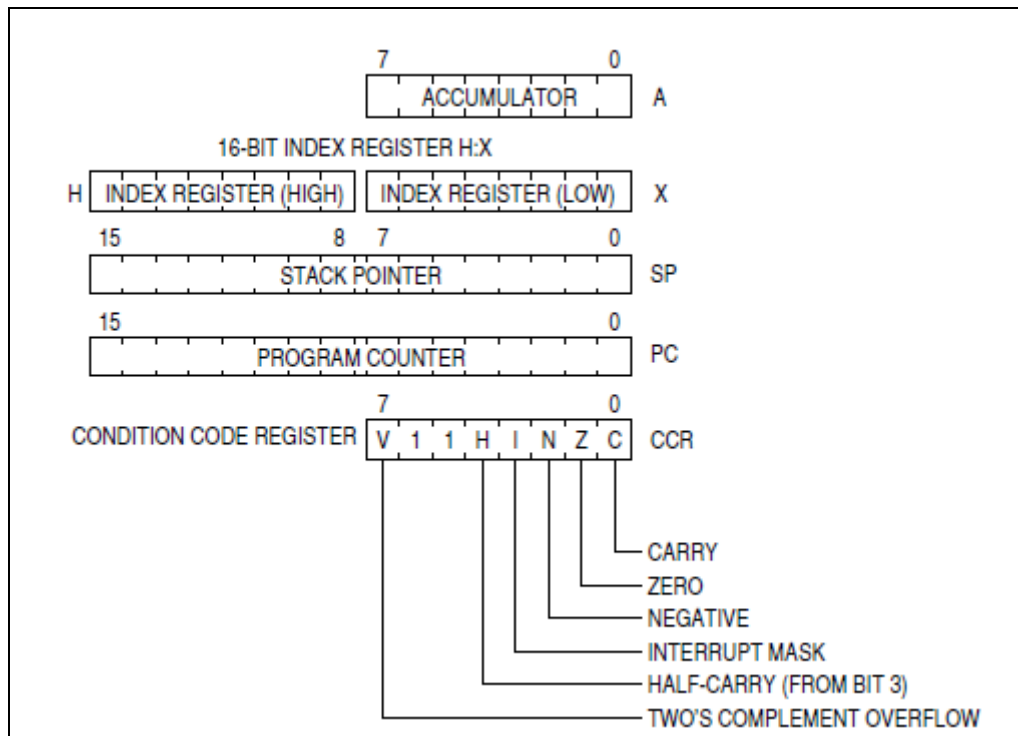 7 0
ACCUMULATOR A
16-BIT INDEX REGISTER H:X
H INDEX REGISTER (HIGH) INDEX REGISTER (LOW) X
15 8 7 0
STACK POINTER SP
15 0
PROGRAM COUNTER PC
7 0
CONDITION CODE REGISTER V 1 1 H I N Z C CCR
CARRY
ZERO
NEGATIVE
INTERRUPT MASK
HALF-CARRY (FROM BIT 3)
TWO'S COMPLEMENT OVERFLOW